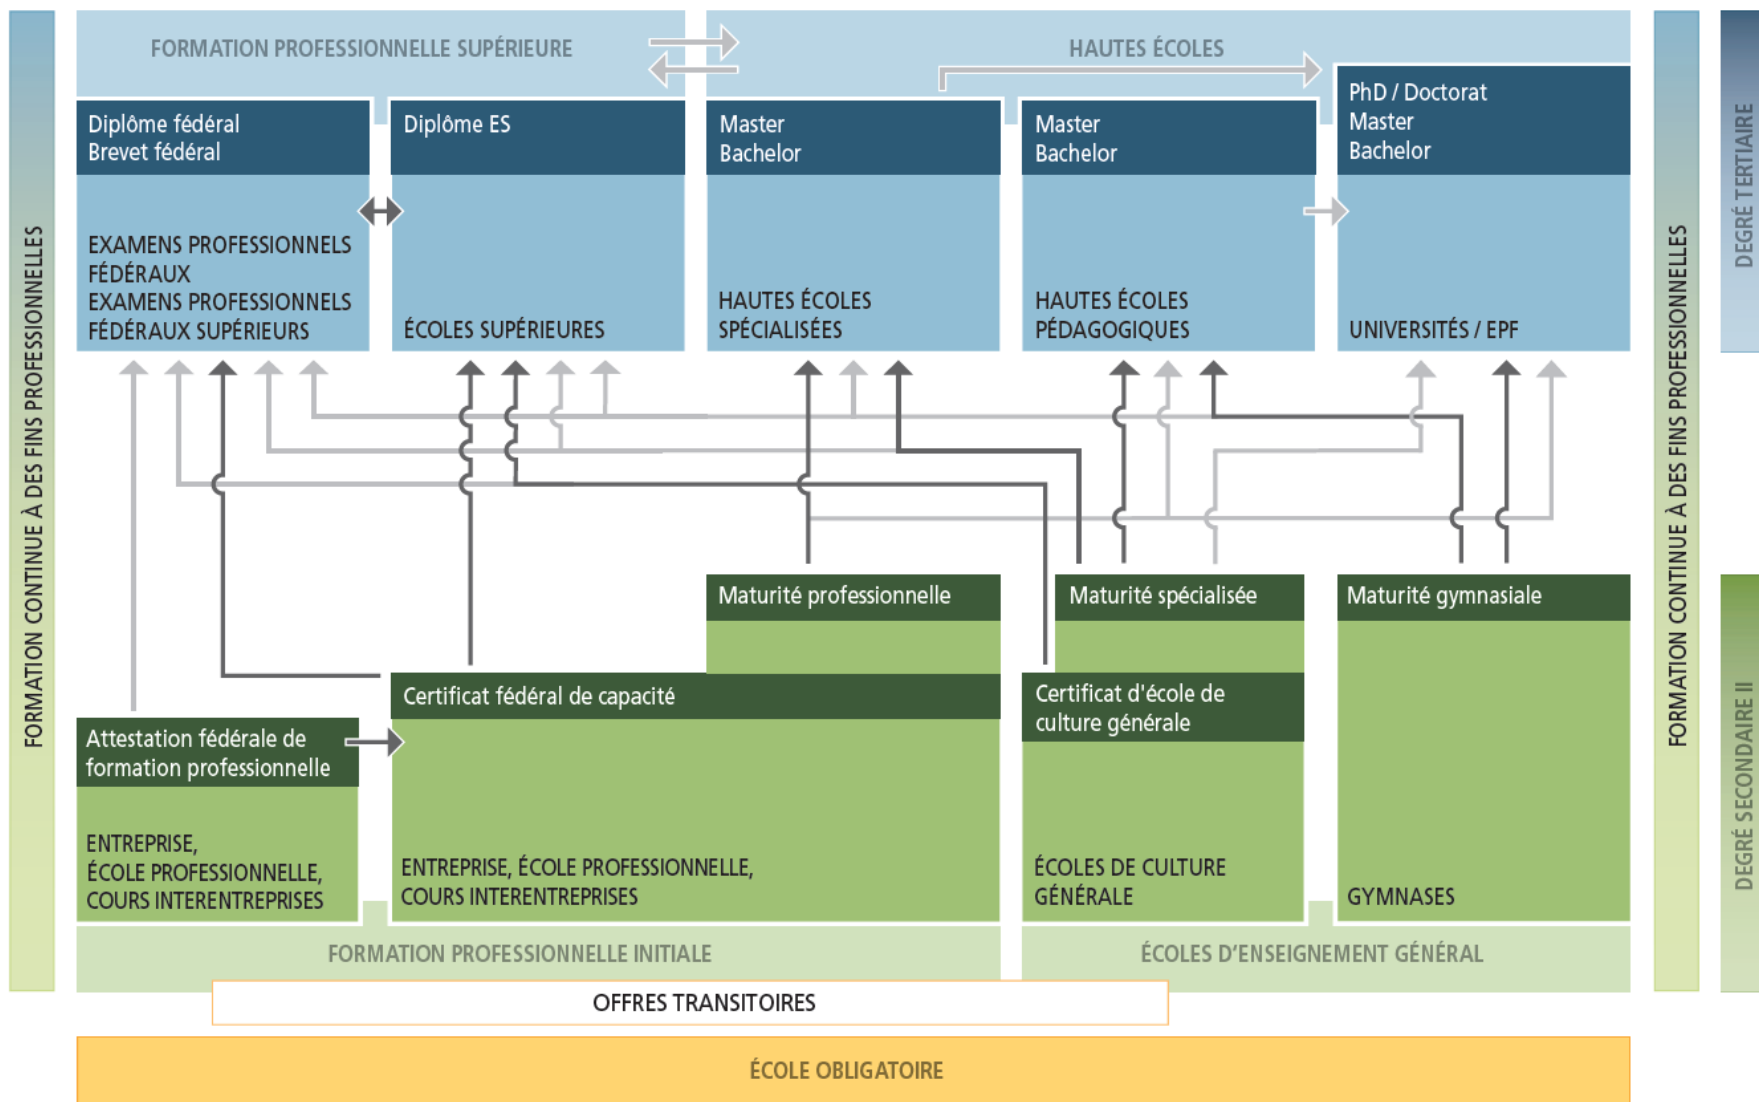 FORMATION CONTINUE À DES FINS PROFESSIONNELLES
FORMATION PROFESSIONNELLE SUPÉRIEURE
HAUTES ÉCOLES
Diplôme fédéral
Brevet fédéral
EXAMENS PROFESSIONNELS
FÉDÉRAUX
EXAMENS PROFESSIONNELS
FÉDÉRAUX SUPÉRIEURS
Diplôme ES
ÉCOLES SUPÉRIEURES
Master
Bachelor
HAUTES ÉCOLES
SPÉCIALISÉES
Master
Bachelor
HAUTES ÉCOLES
PÉDAGOGIQUES
PhD / Doctorat
Master
Bachelor
UNIVERSITÉS / EPF
Maturité professionnelle
Maturité spécialisée
Maturité gymnasiale
Certificat fédéral de capacité
Certificat d'école de
culture générale
Attestation fédérale de
formation professionnelle
ENTREPRISE,
ÉCOLE PROFESSIONNELLE,
COURS INTERENTREPRISES
ENTREPRISE, ÉCOLE PROFESSIONNELLE,
COURS INTERENTREPRISES
ÉCOLES DE CULTURE
GÉNÉRALE
GYMNASES
FORMATION PROFESSIONNELLE INITIALE
ÉCOLES D’ENSEIGNEMENT GÉNÉRAL
OFFRES TRANSITOIRES
ÉCOLE OBLIGATOIRE
FORMATION CONTINUE À DES FINS PROFESSIONNELLES
DEGRÉ TERTIAIRE
DEGRÉ SECONDAIRE II